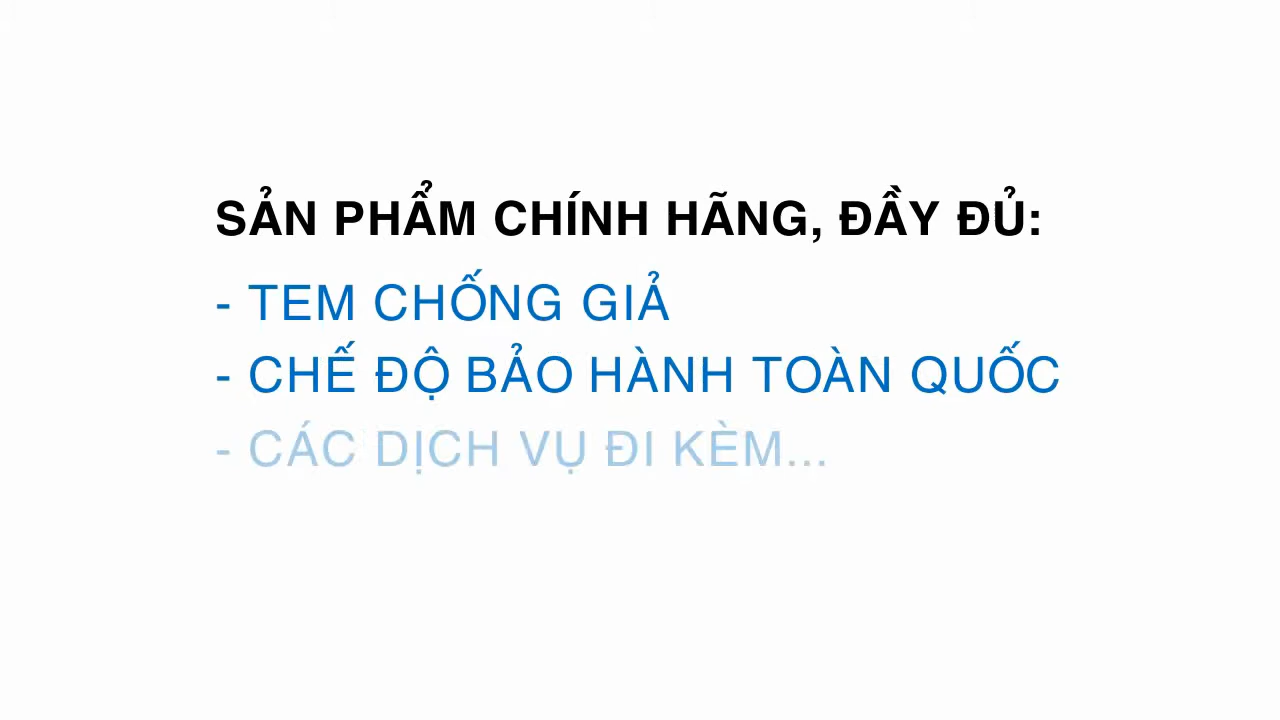 SẢN PHẨM CHÍNH HÃNG, ĐẦY ĐỦ:
- TEM CHỐNG GIẢ
- CHẾ ĐỘ BẢO HÀNH TOÀN QUỐC
- CÁC DỊCH VỤ ĐI KÈM...